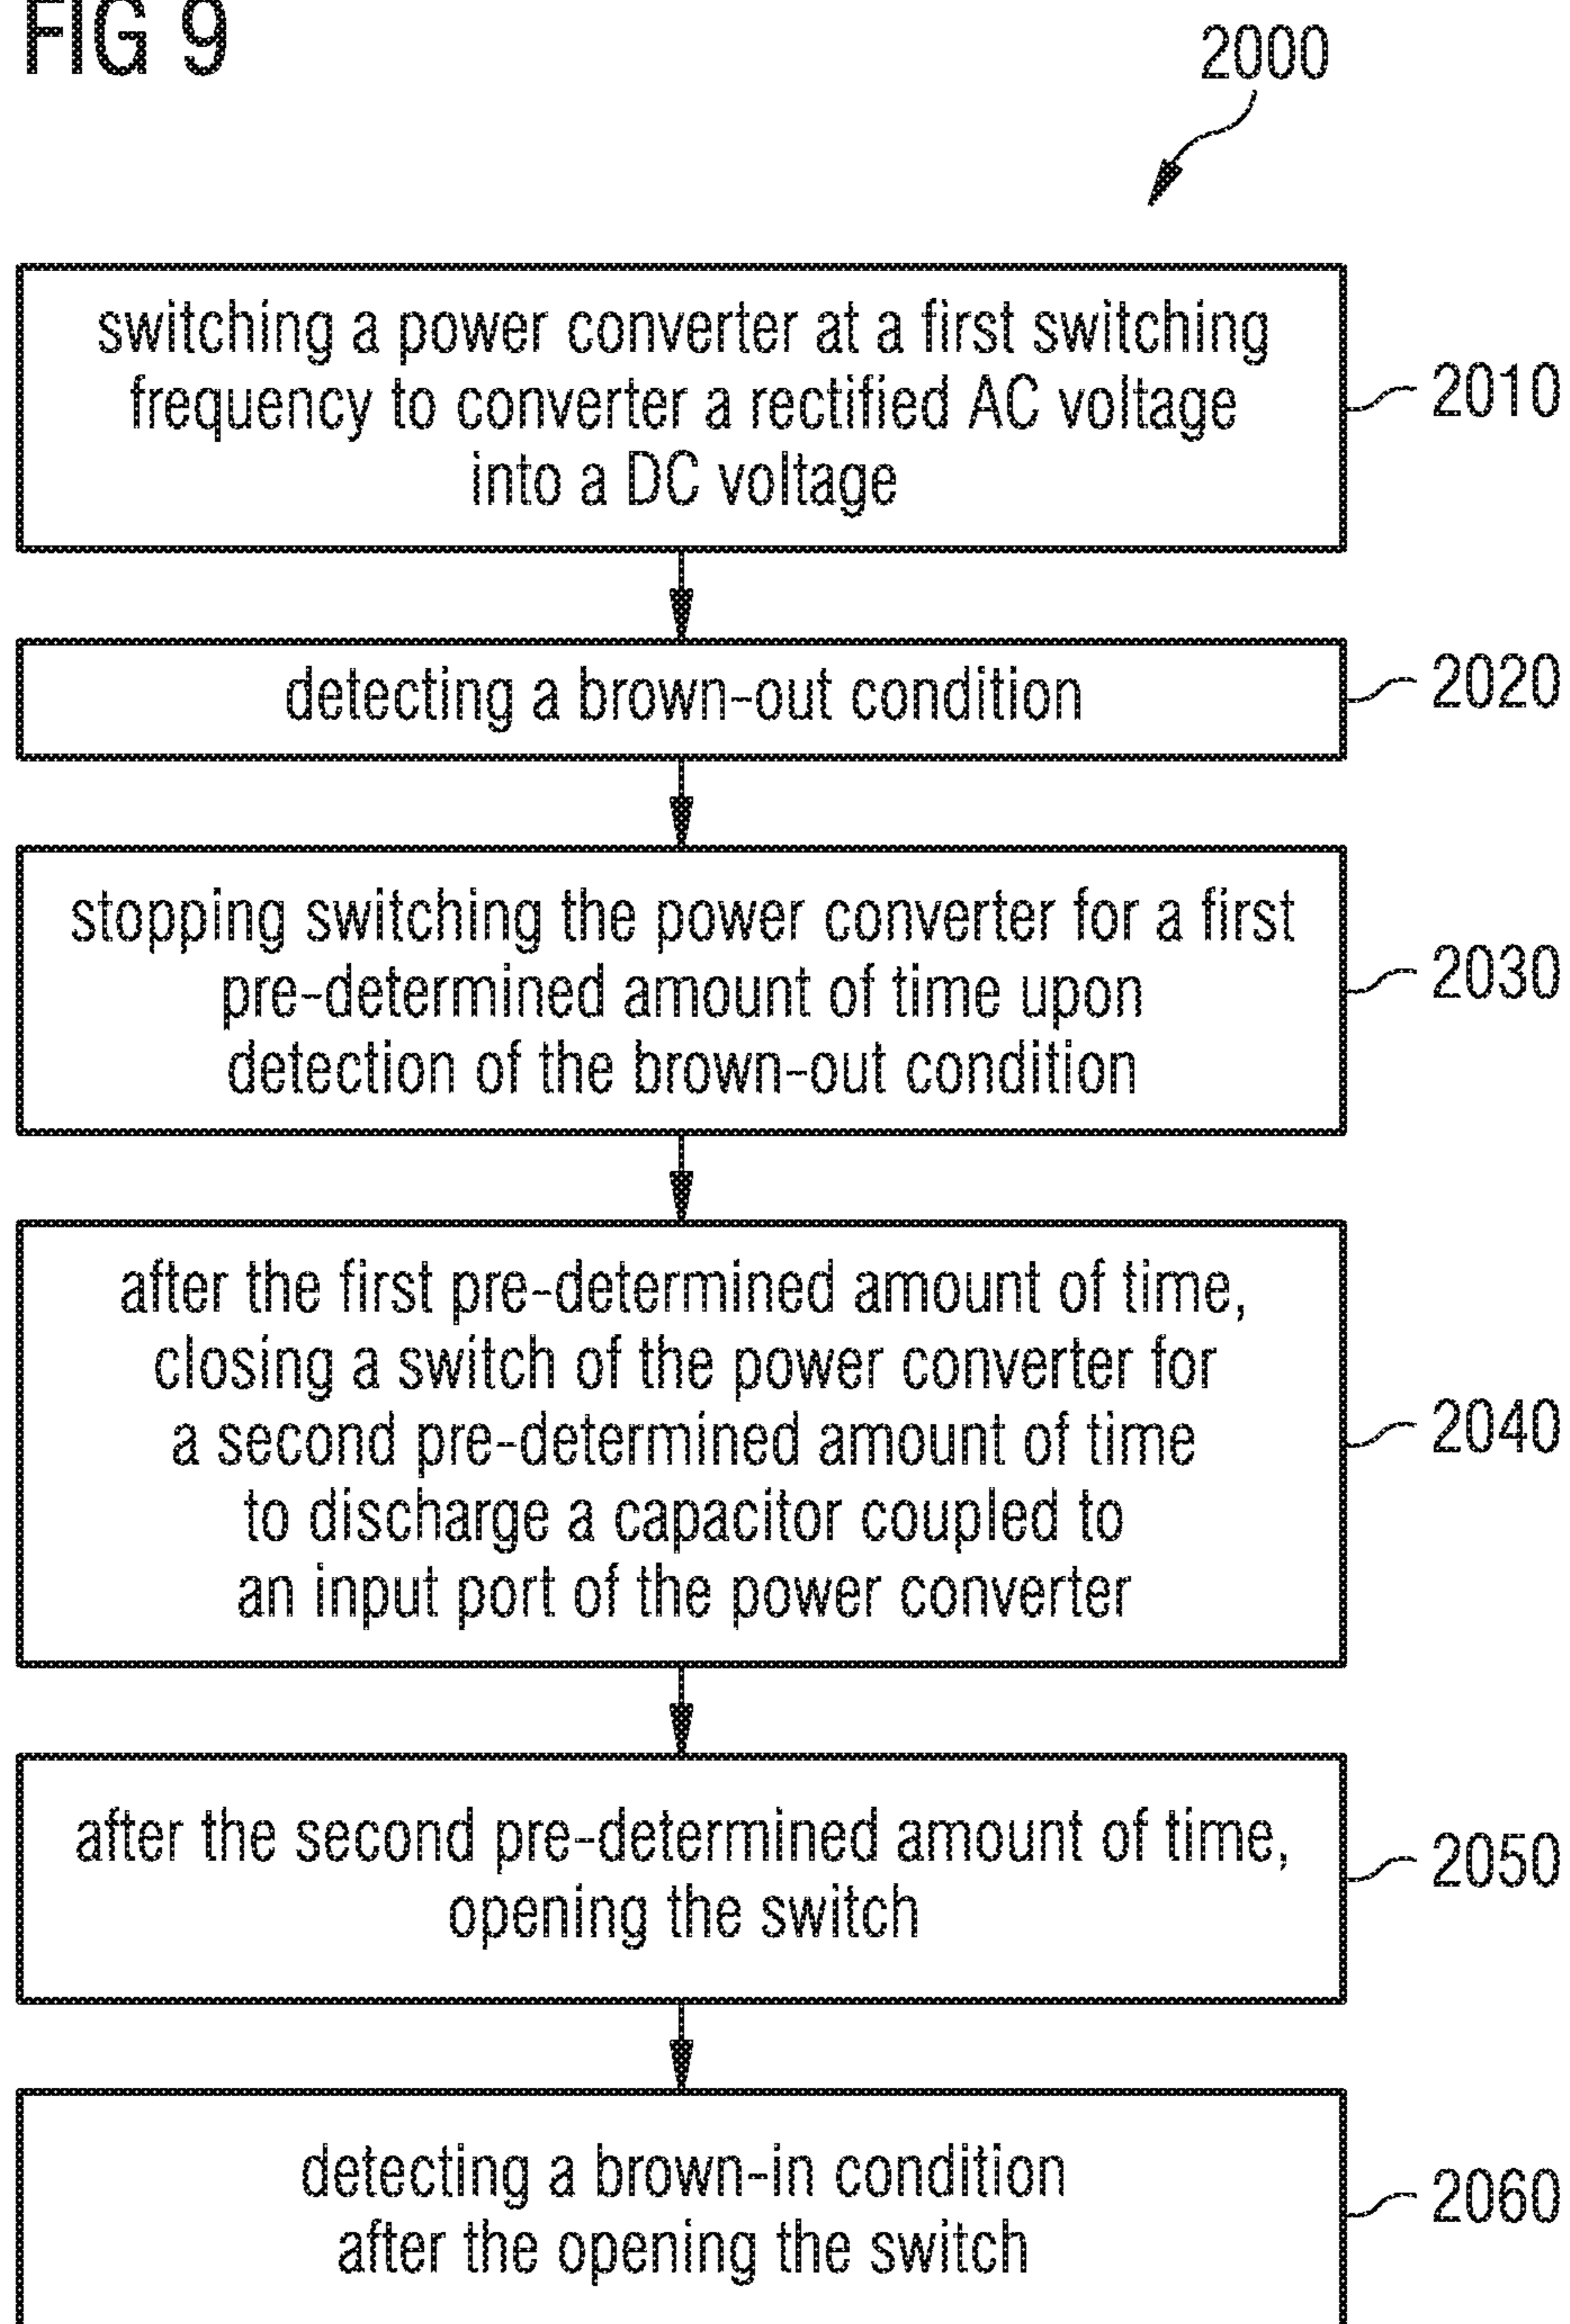 FIG 9
2000
switching a power converter at a first switching
frequency to converter a rectified AC voltage
into a DC voltage
2010
detecting a brown-out condition
2020
stopping switching the power converter for a first
pre-determined amount of time upon
detection of the brown-out condition
2030
after the first pre-determined amount of time,
closing a switch of the power converter for
a second pre-determined amount of time
to discharge a capacitor coupled to
an input port of the power converter
2040
after the second pre-determined amount of time,
opening the switch
2050
detecting a brown-in condition
after the opening the switch
2060